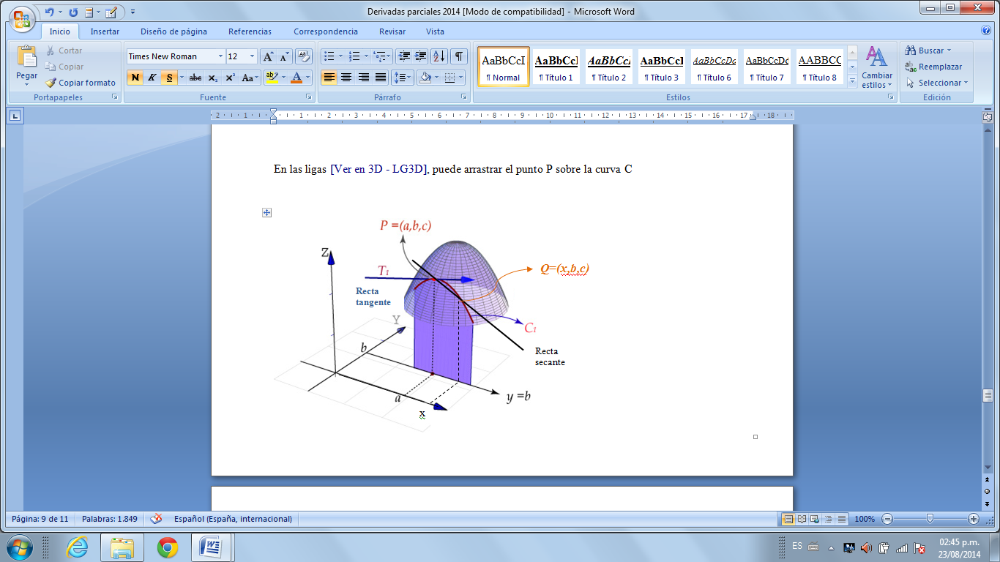 Derivadas parciales 2014 [Modo de compatibilidad] - Microsoft Word
Inicio Insertar Diseño de página Referencias Correspondencia Revisar Vista
Pegar
Cortar
Copiar
Copiar formato
Portapapeles
Times New Roman 12
N K S abc x₂ x² Aa ab A
Fuente
Párrafo
AaBbCcI AaBbCcI AaBbCcI AaBbCcI AaBbCcDc AaBbCcDd AABBCC
¶ Normal ¶ Título 1 ¶ Título 2 ¶ Título 3 ¶ Título 6 ¶ Título 7 ¶ Título 8
Cambiar estilos
Estilos
Buscar
Reemplazar
Seleccionar
Edición
2 1 1 2 3 4 5 6 7 8 9 10 11 12 13 14 15 16 17 18
En las ligas [Ver en 3D - LG3D], puede arrastrar el punto P sobre la curva C
P =(a,b,c)
Z
T1
Q=(x,b,c)
Recta
tangente
Y
C1
b
Recta
secante
a
y =b
x
Página: 9 de 11 Palabras: 1.849 Español (España, internacional) 100%
ES 02:45 p.m.
23/08/2014